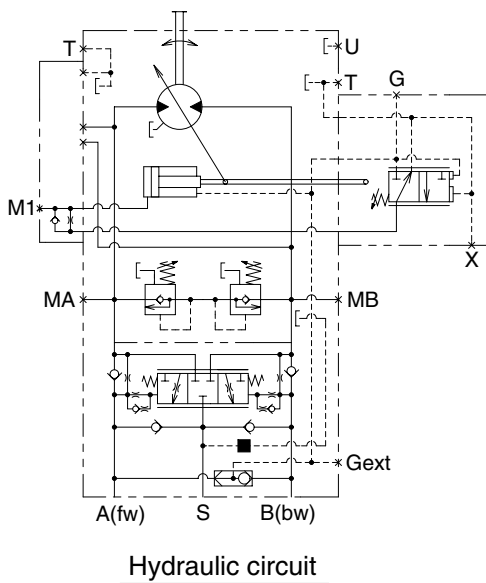 T
U
T
G
M1
X
MA
MB
Gext
A(fw)
S
B(bw)
Hydraulic circuit